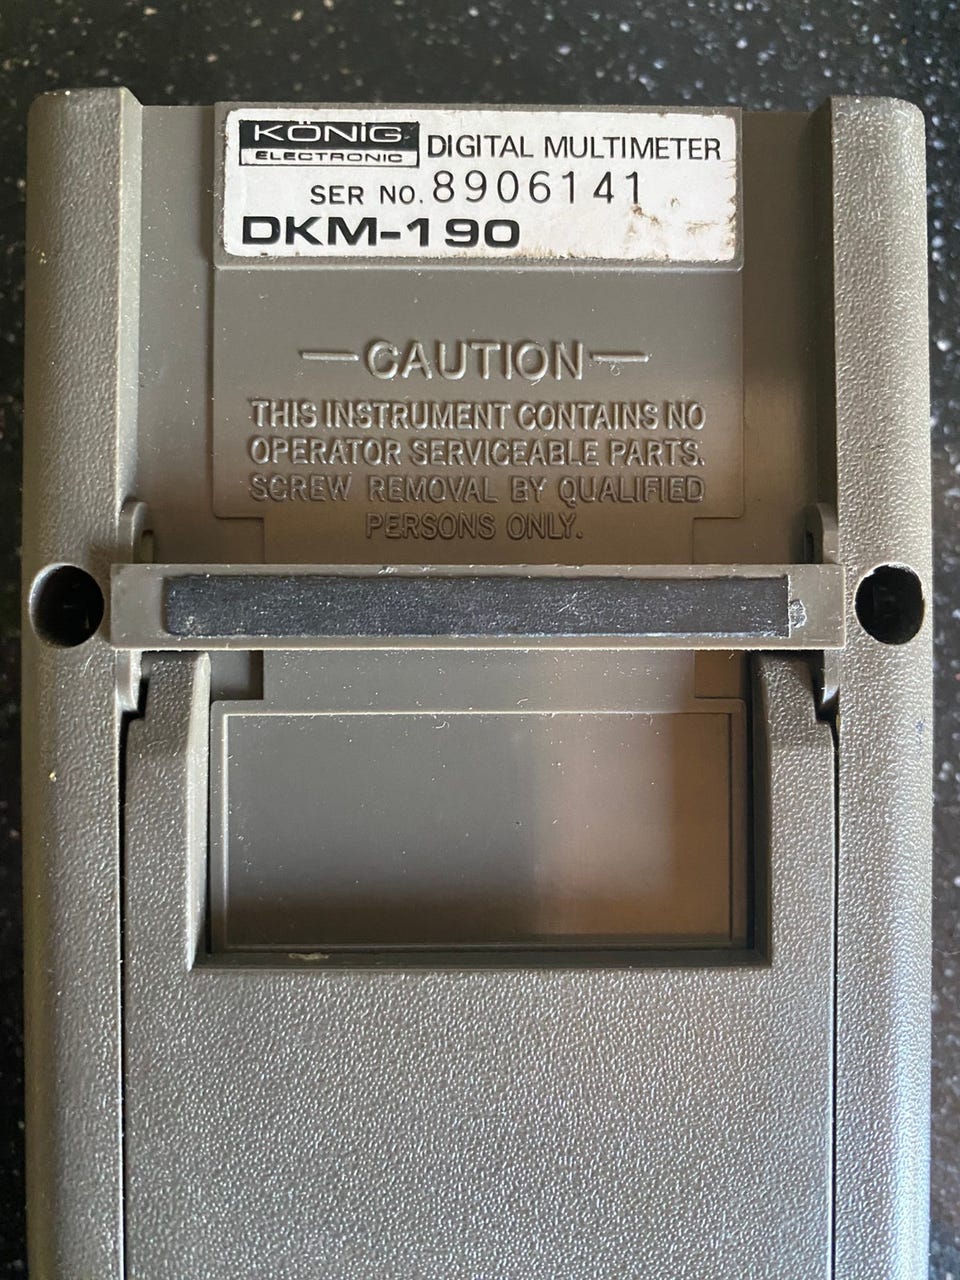 KÖNIG
ELECTRONIC
DIGITAL MULTIMETER
SER NO. 8906141
DKM-190
CAUTION
THIS INSTRUMENT CONTAINS NO
OPERATOR SERVICEABLE PARTS.
SCREW REMOVAL BY QUALIFIED
PERSONS ONLY.